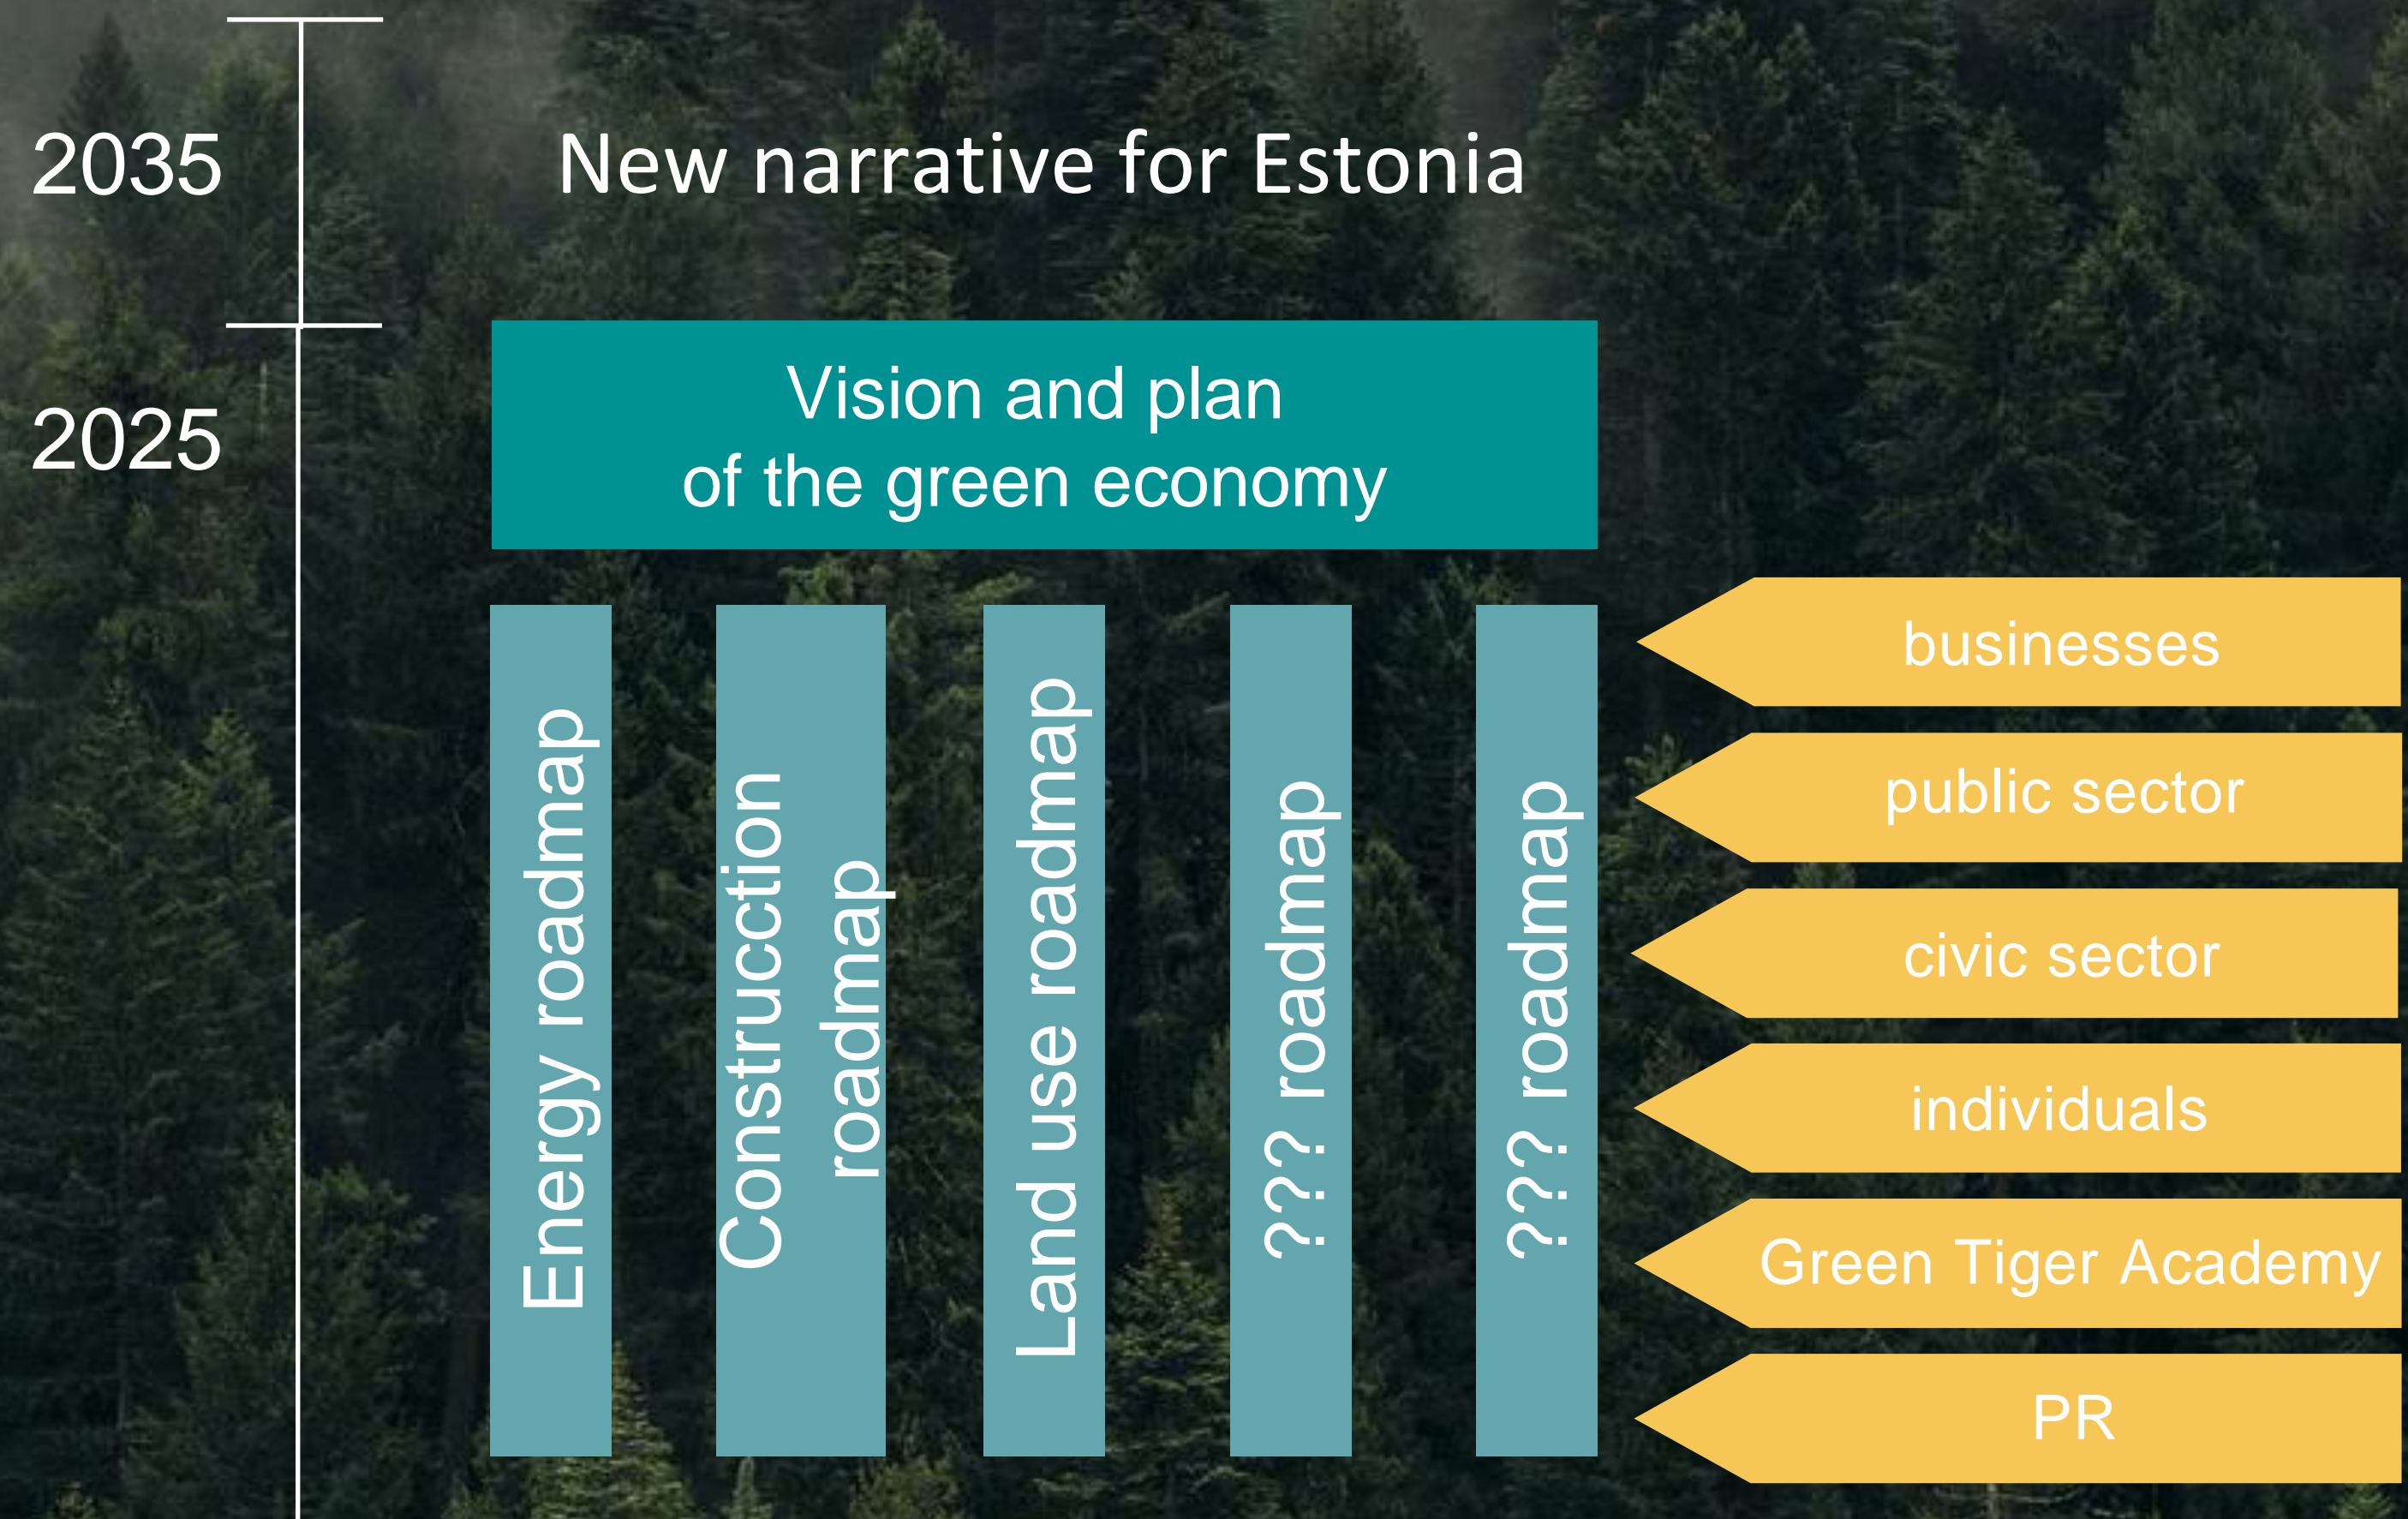 2035
New narrative for Estonia
2025
Vision and plan
of the green economy
Energy roadmap
Construcction
roadmap
Land use roadmap
??? roadmap
??? roadmap
businesses
public sector
civic sector
individuals
Green Tiger Academy
PR